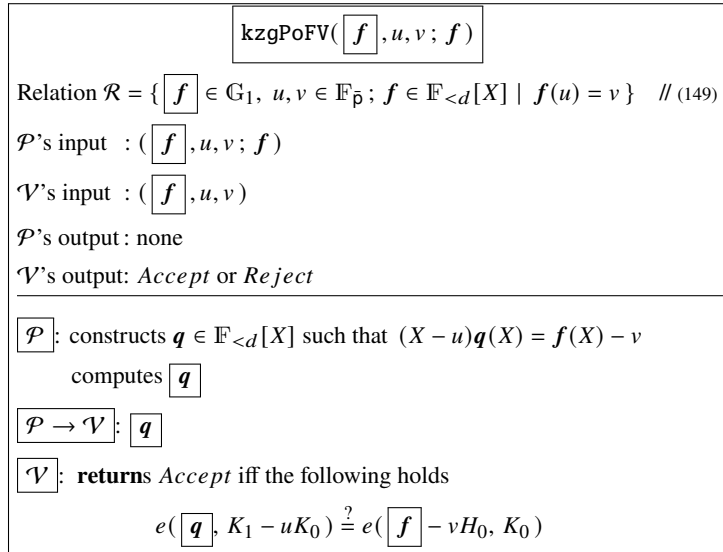 kzgPoFV( f , u, v ; f )
Relation R = { f ∈ 𝔾₁, u, v ∈ 𝔽_p̄ ; f ∈ 𝔽_{<d}[X] | f(u) = v } // (149)
𝒫's input : ( f , u, v ; f )
𝒱's input : ( f , u, v )
𝒫's output : none
𝒱's output: Accept or Reject
𝒫 : constructs q ∈ 𝔽_{<d}[X] such that (X − u)q(X) = f(X) − v
computes q
𝒫 → 𝒱 : q
𝒱 : returns Accept iff the following holds
e( q , K₁ − uK₀ ) ≟ e( f − vH₀, K₀ )